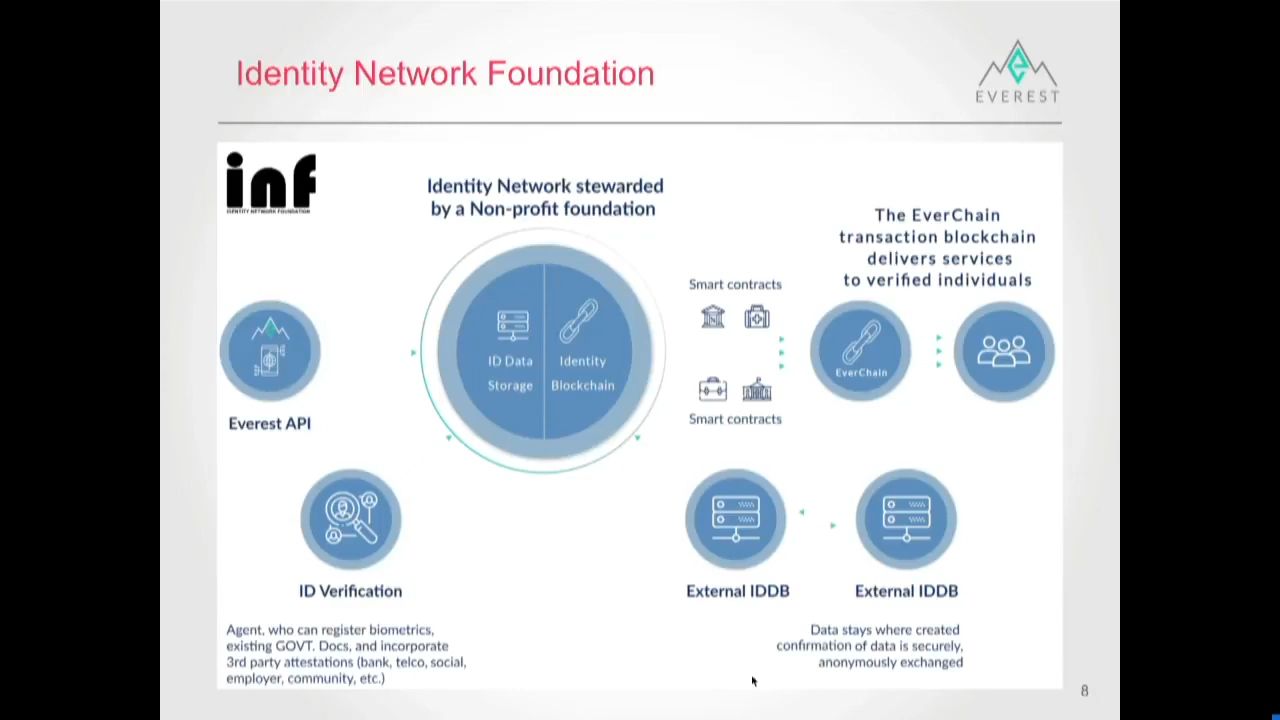 Identity Network Foundation
EVEREST
inf
IDENTITY NETWORK FOUNDATION
Identity Network stewarded
by a Non-profit foundation
The EverChain
transaction blockchain
delivers services
to verified individuals
Smart contracts
ID Data
Storage
Identity
Blockchain
EverChain
Smart contracts
Everest API
ID Verification
External IDDB
External IDDB
Agent, who can register biometrics,
existing GOVT. Docs, and incorporate
3rd party attestations (bank, telco, social,
employer, community, etc.)
Data stays where created
confirmation of data is securely,
anonymously exchanged
8